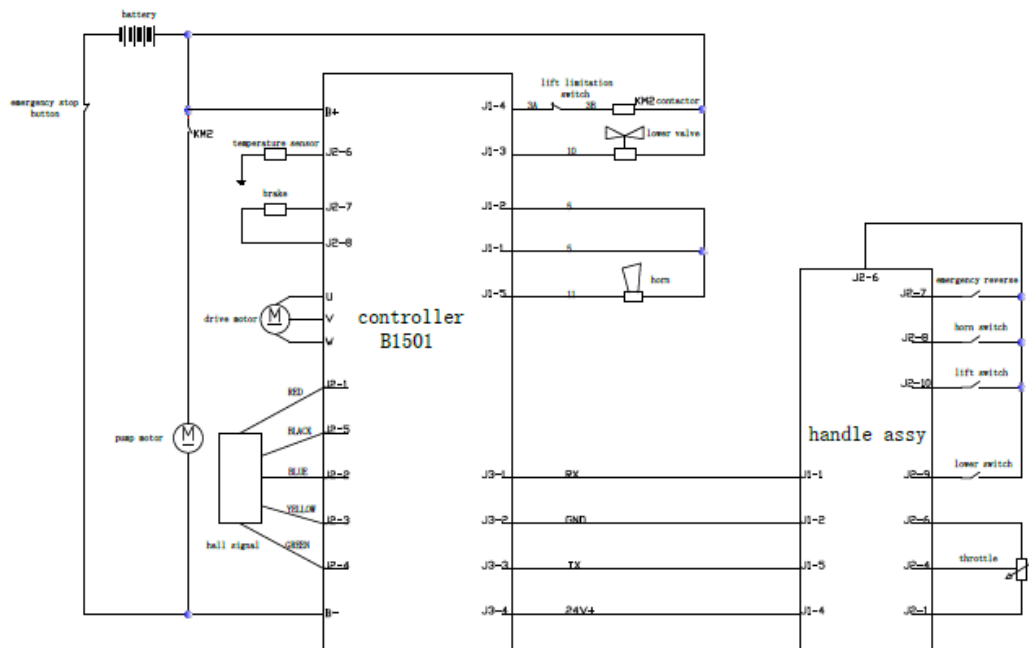 battery
emergency stop
button
B+
KM2
temperature sensor
J2-6
brake
J2-7
J2-8
U
drive motor
M
V
W
controller
B1501
J2-1
RED
BLACK
J2-5
pump motor
M
BLUE
J2-2
YELLOW
J2-3
hall signal
GREEN
J2-4
B-
lift limitation
switch
J1-4
3A
3B
KM2 contactor
lower valve
J1-3
10
J1-2
6
J1-1
5
horn
J1-5
11
J3-1
RX
J1-1
J3-2
GND
J1-2
J3-3
TX
J1-5
J3-4
24V+
J1-4
J2-6
J2-7
emergency reverse
horn switch
J2-8
lift switch
J2-10
handle assy
lower switch
J2-9
J2-6
throttle
J2-4
J2-1